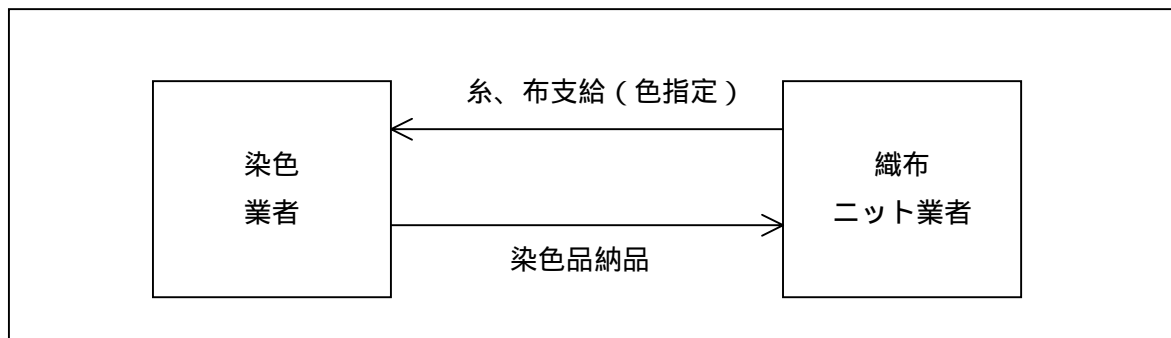 糸、布支給(色指定)
染色
業者
織布
ニット業者
染色品納品